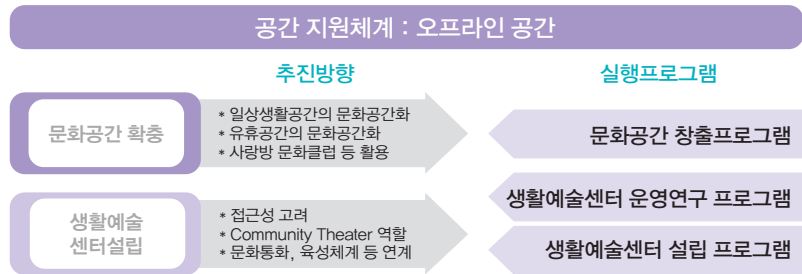 공간 지원체계 : 오프라인 공간
추진방향
실행프로그램
문화공간 확충
* 일상생활공간의 문화공간화
* 유휴공간의 문화공간화
* 사랑방 문화클럽 등 활용
문화공간 창출프로그램
생활예술
센터설립
* 접근성 고려
* Community Theater 역할
* 문화통화, 육성체계 등 연계
생활예술센터 운영연구 프로그램
생활예술센터 설립 프로그램